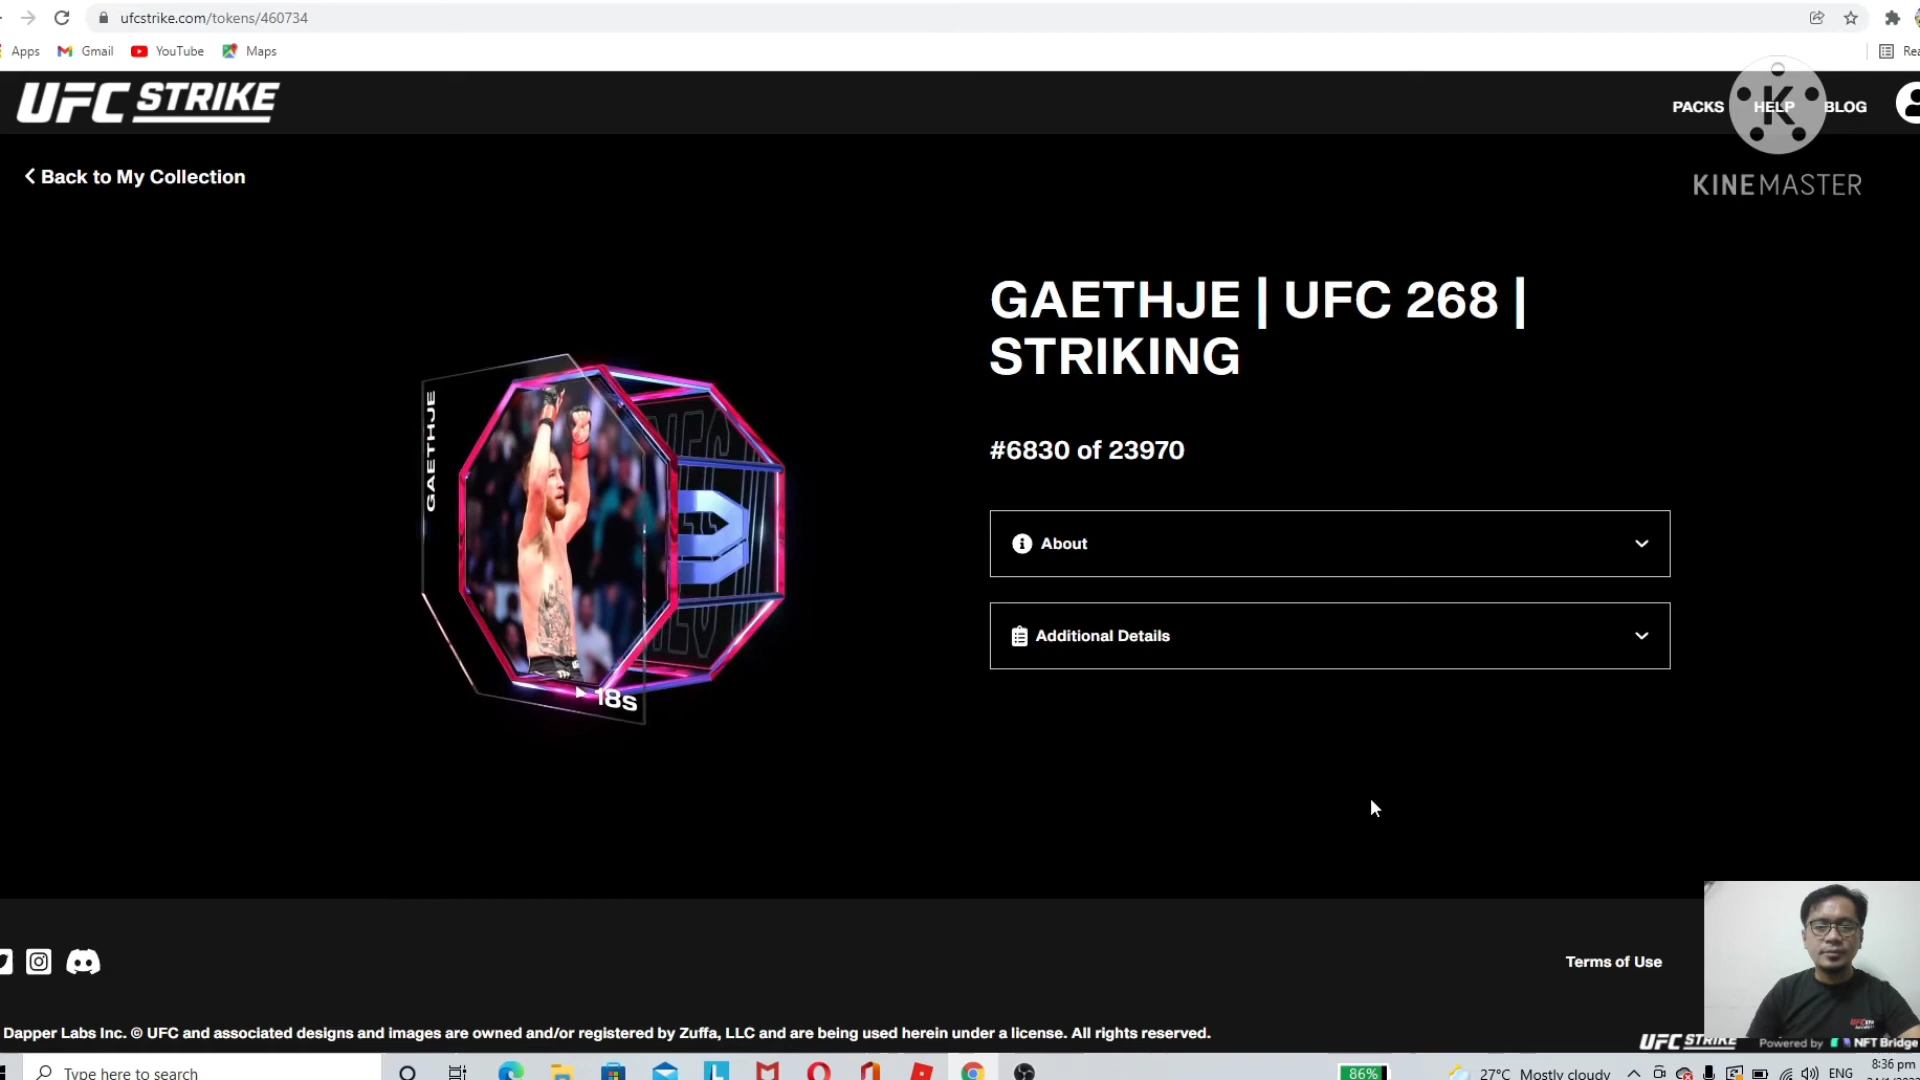 ufcstrike.com/tokens/460734
Apps
Gmail
YouTube
Maps
UFC STRIKE
PACKS
HELP
BLOG
K
KINEMASTER
Back to My Collection
GAETHJE | UFC 268 |
STRIKING
#6830 of 23970
About
Additional Details
GAETHJE
18s
Terms of Use
Dapper Labs Inc. © UFC and associated designs and images are owned and/or registered by Zuffa, LLC and are being used herein under a license. All rights reserved.
UFC STRIKE Powered by NFT Bridge
Type here to search
86%
27°C Mostly cloudy
ENG
8:36 pm